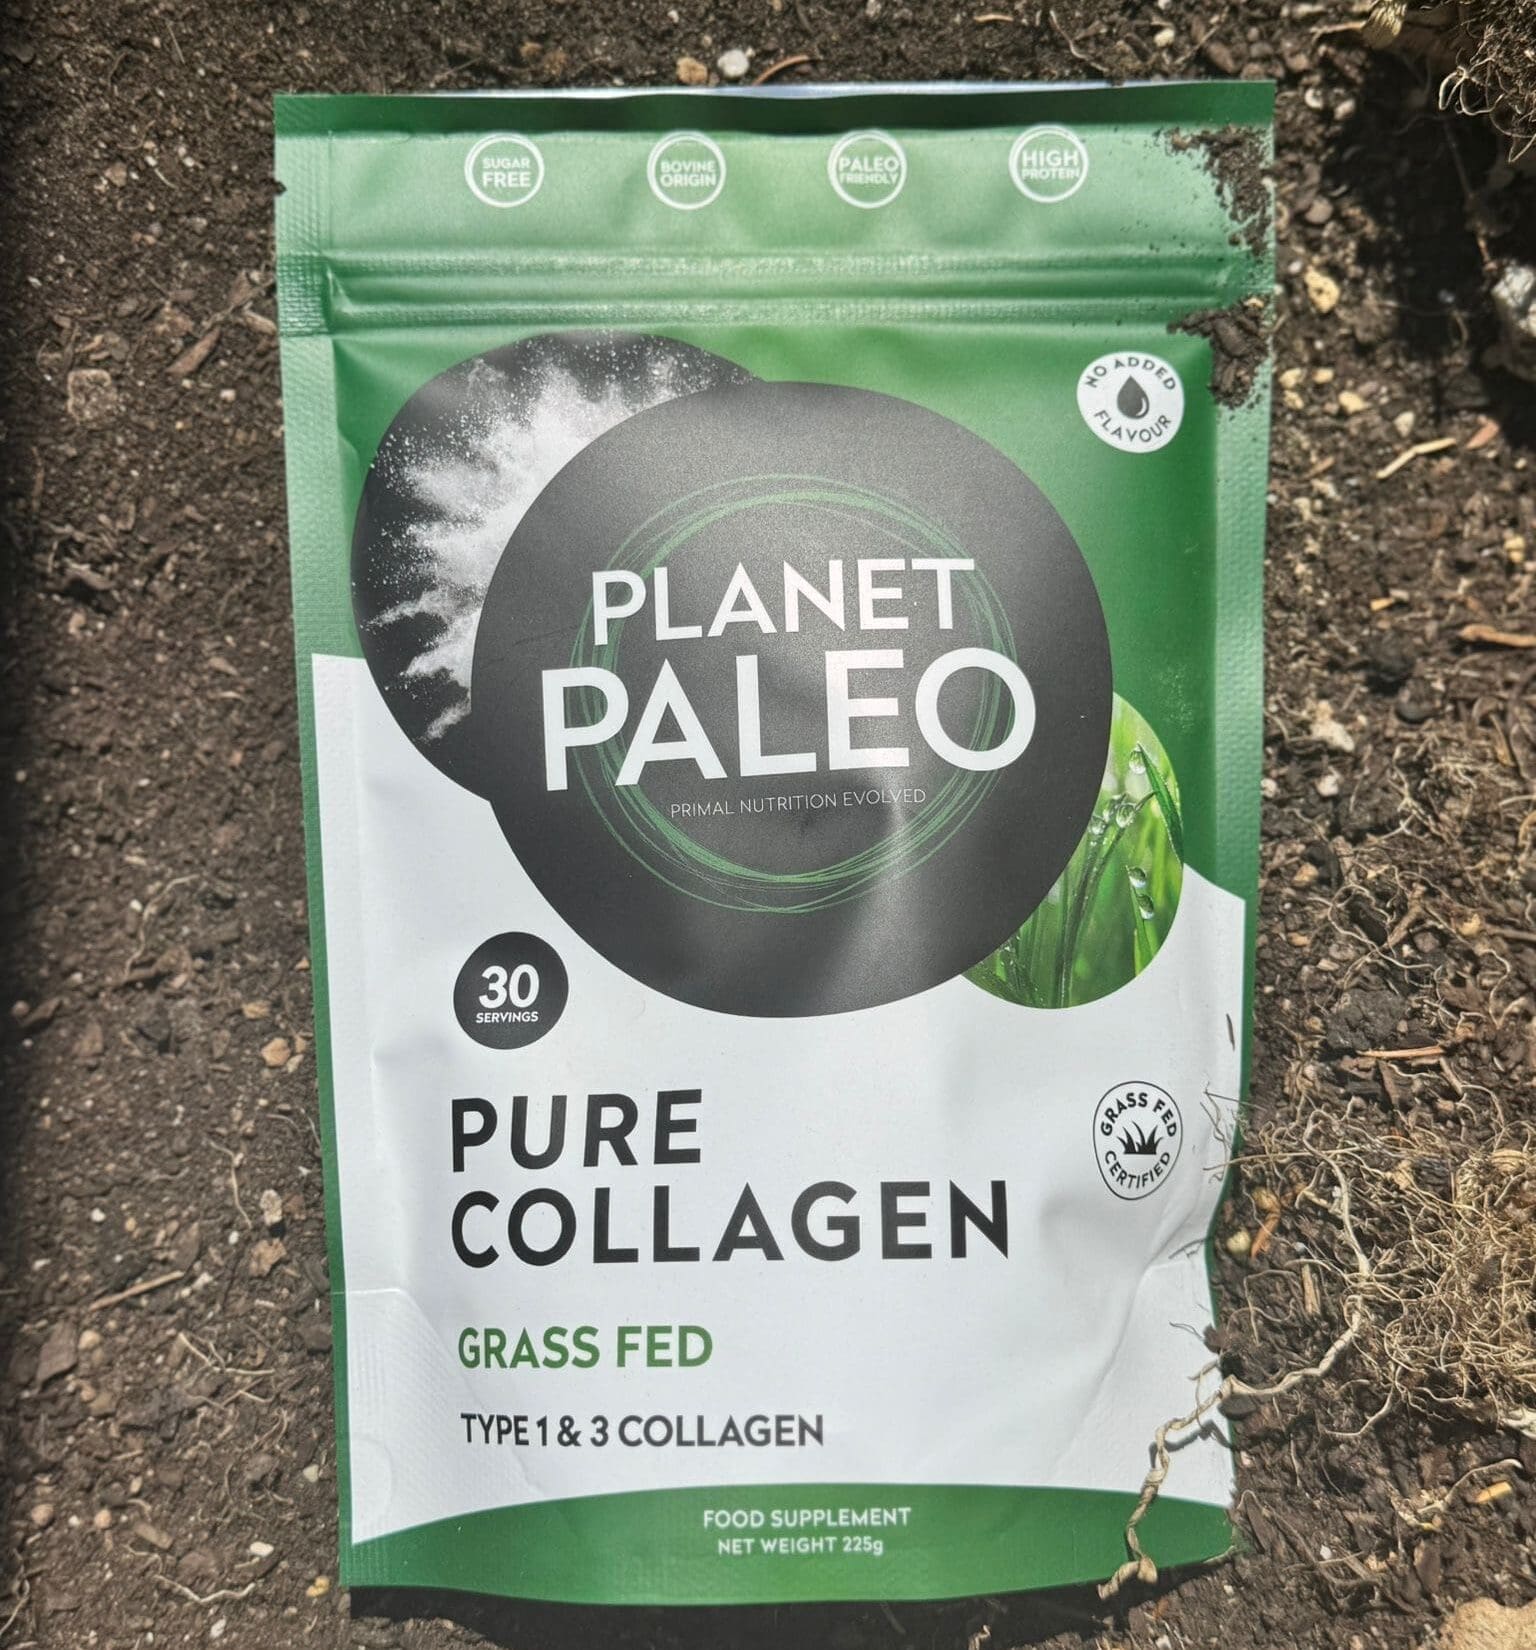 SUGAR
FREE
BOVINE
ORIGIN
PALEO
FRIENDLY
HIGH
PROTEIN
NO ADDED
FLAVOUR
PLANET
PALEO
PRIMAL NUTRITION EVOLVED
30
SERVINGS
PURE
COLLAGEN
GRASS FED
CERTIFIED
GRASS FED
TYPE 1 & 3 COLLAGEN
FOOD SUPPLEMENT
NET WEIGHT 225g